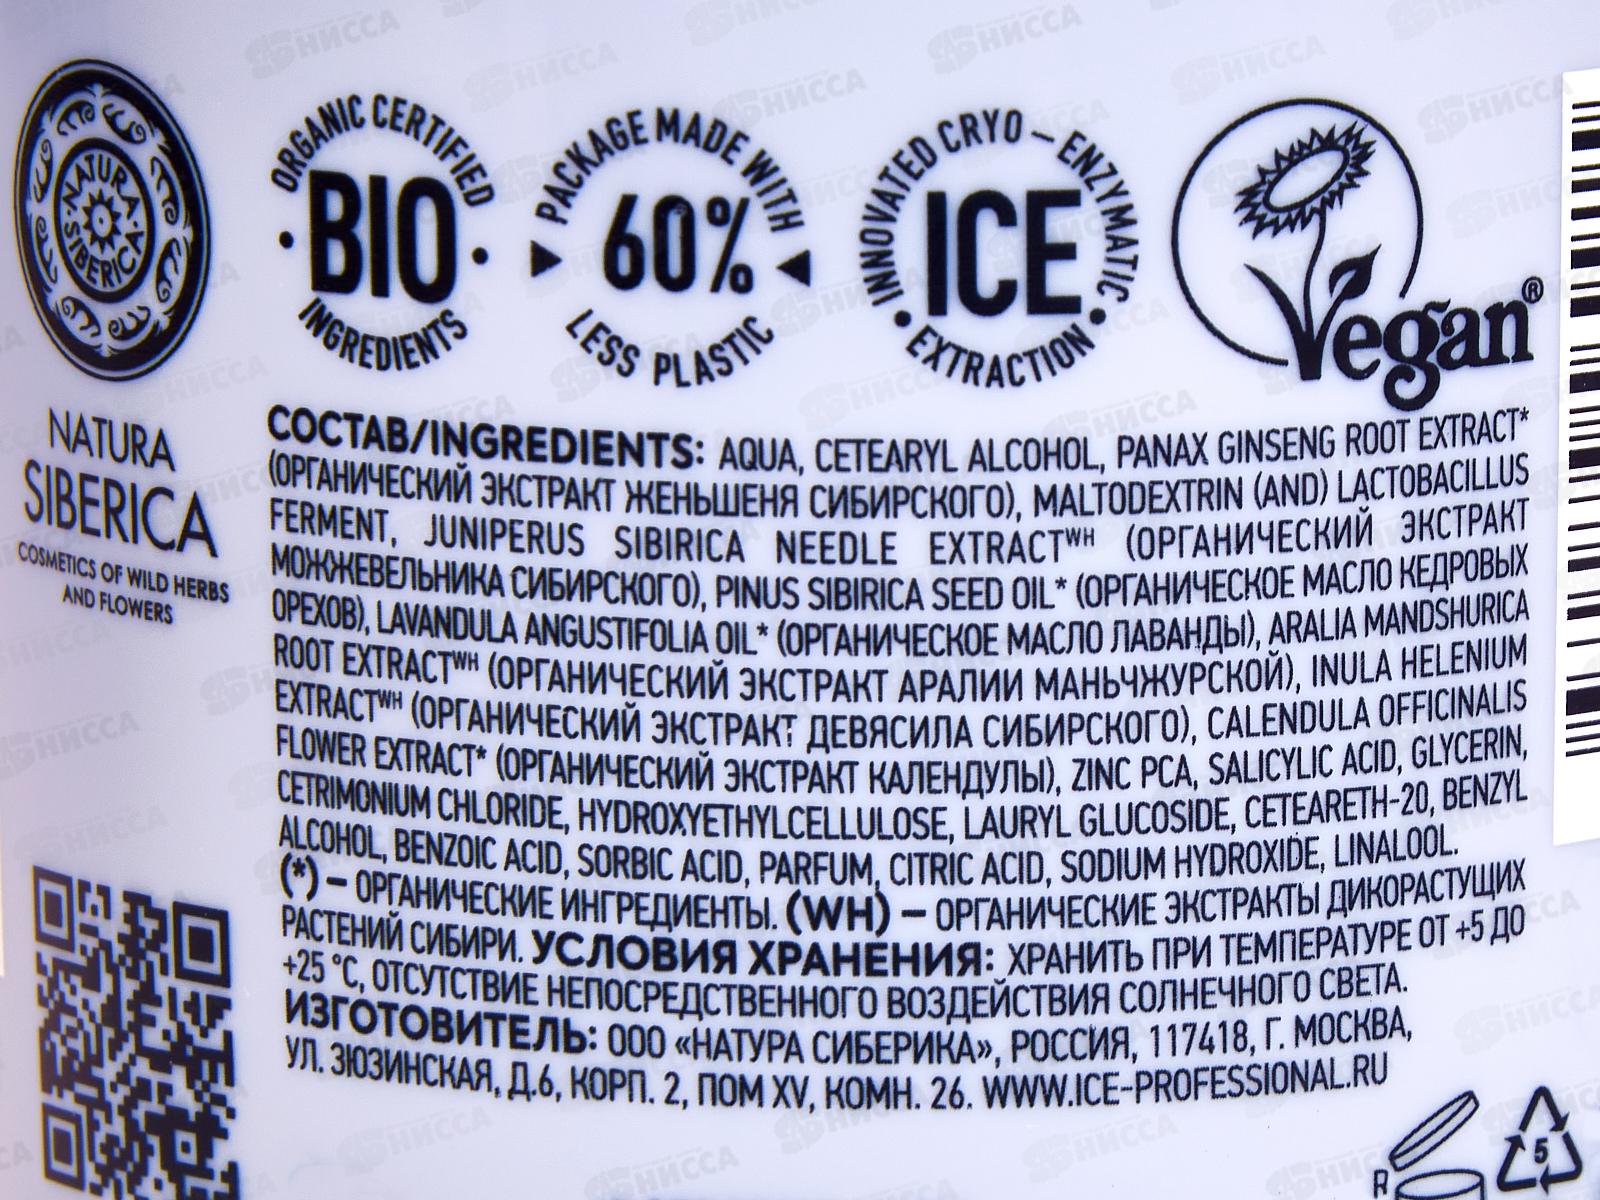 NATURA SIBERICA
ORGANIC CERTIFIED
BIO
INGREDIENTS
PACKAGE MADE WITH
60%
LESS PLASTIC
INNOVATED CRYO – ENZYMATIC
ICE
EXTRACTION
Vegan®
NATURA
SIBERICA
COSMETICS OF WILD HERBS
AND FLOWERS
СОСТАВ/INGREDIENTS: AQUA, CETEARYL ALCOHOL, PANAX GINSENG ROOT EXTRACT*
(ОРГАНИЧЕСКИЙ ЭКСТРАКТ ЖЕНЬШЕНЯ СИБИРСКОГО), MALTODEXTRIN (AND) LACTOBACILLUS
FERMENT, JUNIPERUS SIBIRICA NEEDLE EXTRACTᵂᴴ (ОРГАНИЧЕСКИЙ ЭКСТРАКТ
МОЖЖЕВЕЛЬНИКА СИБИРСКОГО), PINUS SIBIRICA SEED OIL* (ОРГАНИЧЕСКОЕ МАСЛО КЕДРОВЫХ
ОРЕХОВ), LAVANDULA ANGUSTIFOLIA OIL* (ОРГАНИЧЕСКОЕ МАСЛО ЛАВАНДЫ), ARALIA MANDSHURICA
ROOT EXTRACTᵂᴴ (ОРГАНИЧЕСКИЙ ЭКСТРАКТ АРАЛИИ МАНЬЧЖУРСКОЙ), INULA HELENIUM
EXTRACTᵂᴴ (ОРГАНИЧЕСКИЙ ЭКСТРАКТ ДЕВЯСИЛА СИБИРСКОГО), CALENDULA OFFICINALIS
FLOWER EXTRACT* (ОРГАНИЧЕСКИЙ ЭКСТРАКТ КАЛЕНДУЛЫ), ZINC PCA, SALICYLIC ACID, GLYCERIN,
CETRIMONIUM CHLORIDE, HYDROXYETHYLCELLULOSE, LAURYL GLUCOSIDE, CETEARETH-20, BENZYL
ALCOHOL, BENZOIC ACID, SORBIC ACID, PARFUM, CITRIC ACID, SODIUM HYDROXIDE, LINALOOL.
(*) – ОРГАНИЧЕСКИЕ ИНГРЕДИЕНТЫ. (WH) – ОРГАНИЧЕСКИЕ ЭКСТРАКТЫ ДИКОРАСТУЩИХ
РАСТЕНИЙ СИБИРИ. УСЛОВИЯ ХРАНЕНИЯ: ХРАНИТЬ ПРИ ТЕМПЕРАТУРЕ ОТ +5 ДО
+25 °C, ОТСУТСТВИЕ НЕПОСРЕДСТВЕННОГО ВОЗДЕЙСТВИЯ СОЛНЕЧНОГО СВЕТА.
ИЗГОТОВИТЕЛЬ: ООО «НАТУРА СИБЕРИКА», РОССИЯ, 117418, Г. МОСКВА,
УЛ. ЗЮЗИНСКАЯ, Д.6, КОРП. 2, ПОМ XV, КОМН. 26. WWW.ICE-PROFESSIONAL.RU
5
НИССА